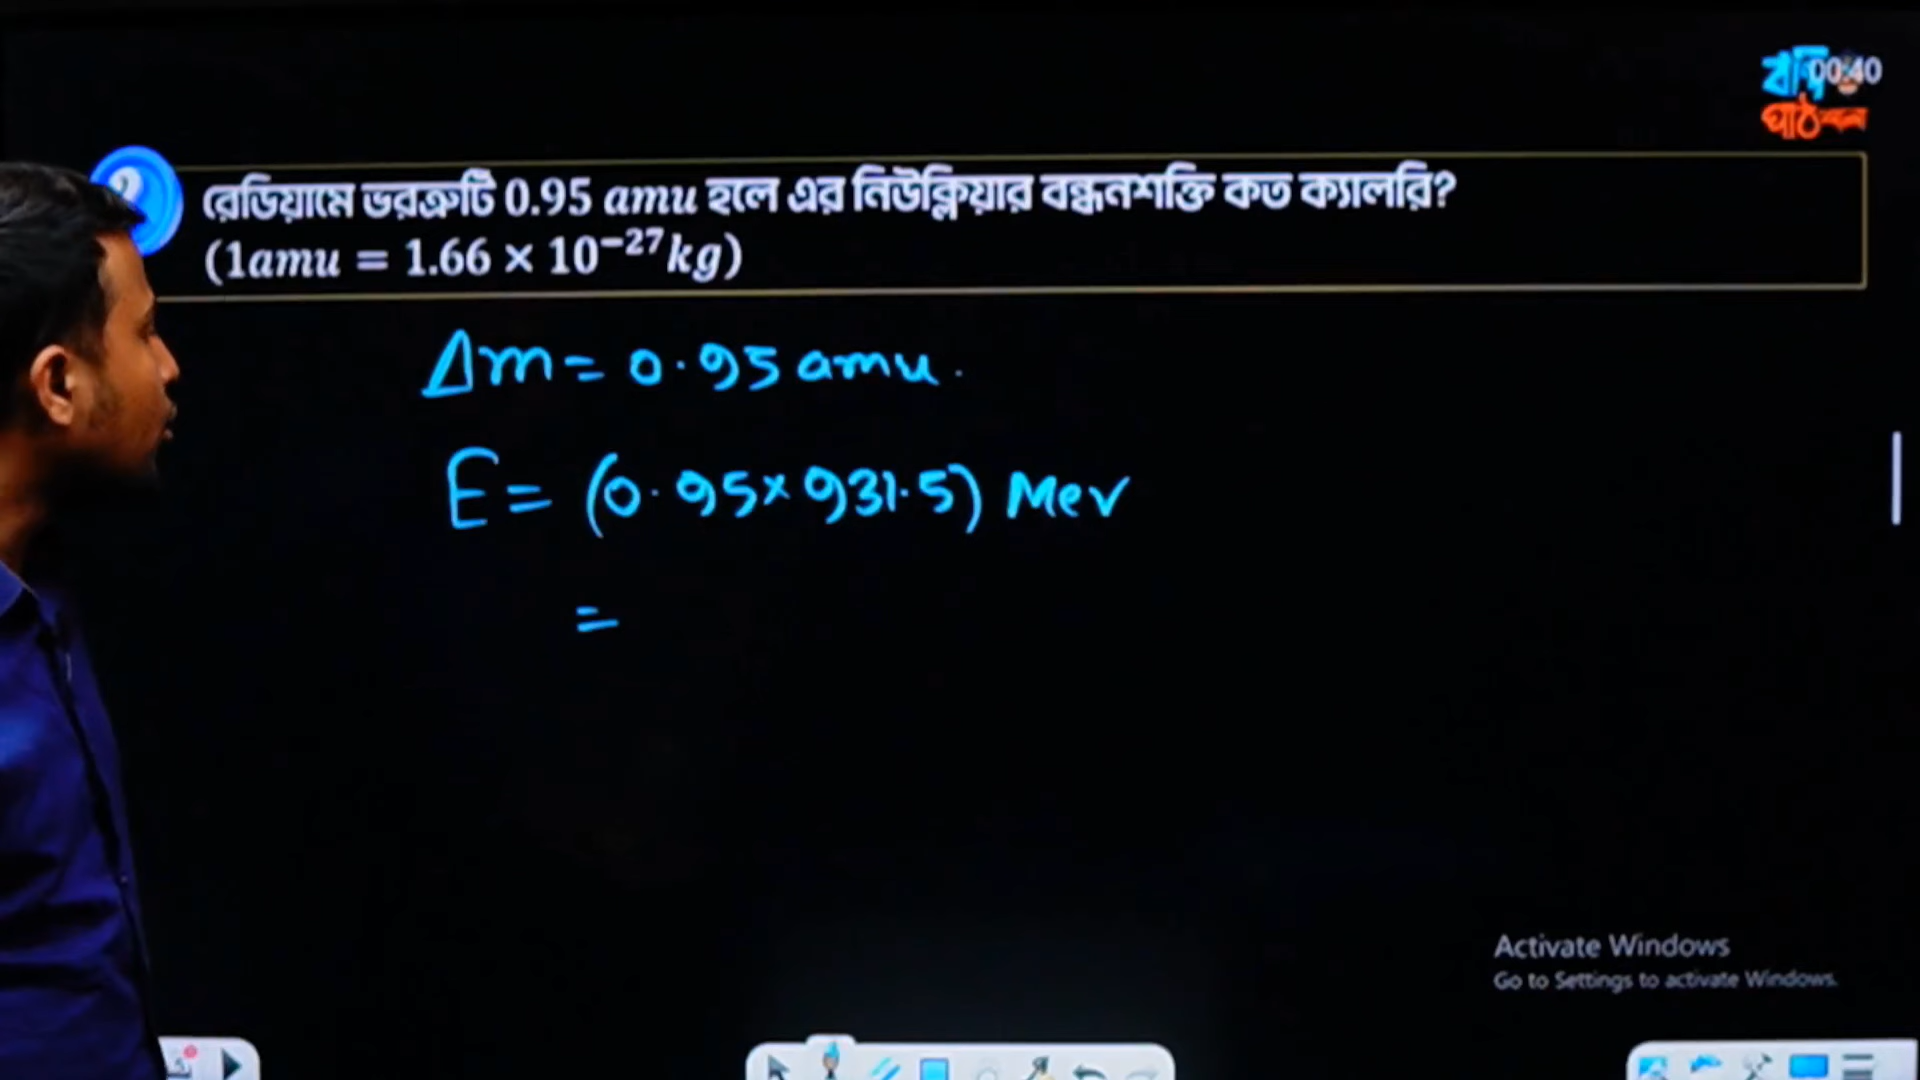 00:40
রেডিয়ামে ভরত্রুটি 0.95 amu হলে এর নিউক্লিয়ার বন্ধনশক্তি কত ক্যালরি?
(1amu = 1.66 × 10⁻²⁷kg)
Δm = 0.95 amu.
E = (0.95×931.5) Mev
=
Activate Windows
Go to Settings to activate Windows.